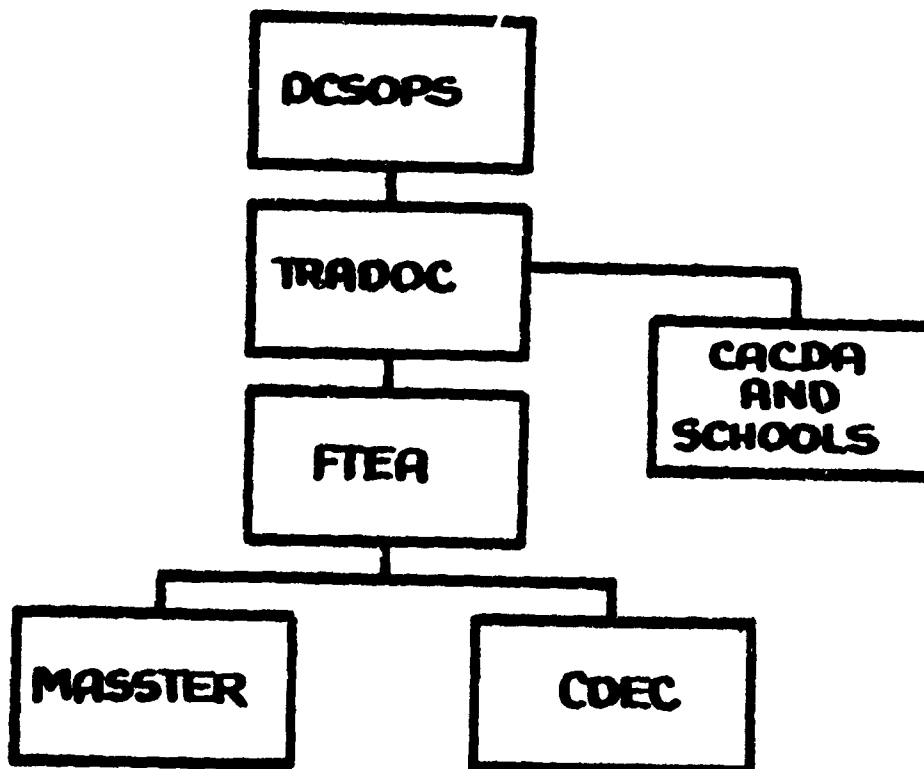 DCSOPS
TRADOC
CACDA
AND
SCHOOLS
FTEA
MASSTER
CDEC